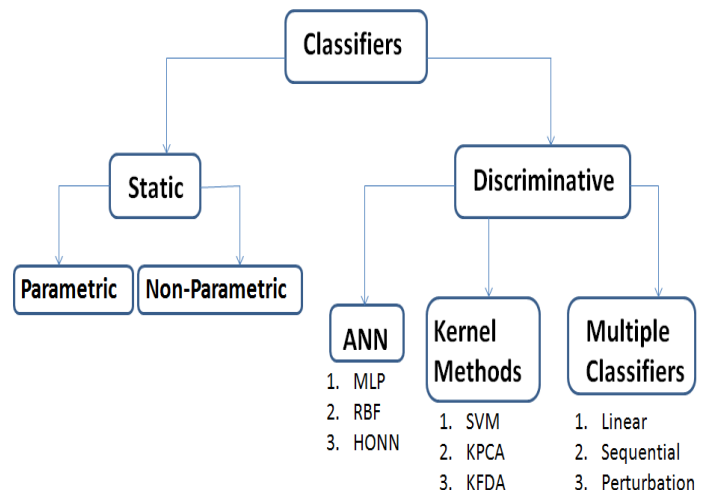 Classifiers
Static
Discriminative
Parametric
Non-Parametric
ANN
1. MLP
2. RBF
3. HONN
Kernel
Methods
1. SVM
2. KPCA
3. KFDA
Multiple
Classifiers
1. Linear
2. Sequential
3. Perturbation